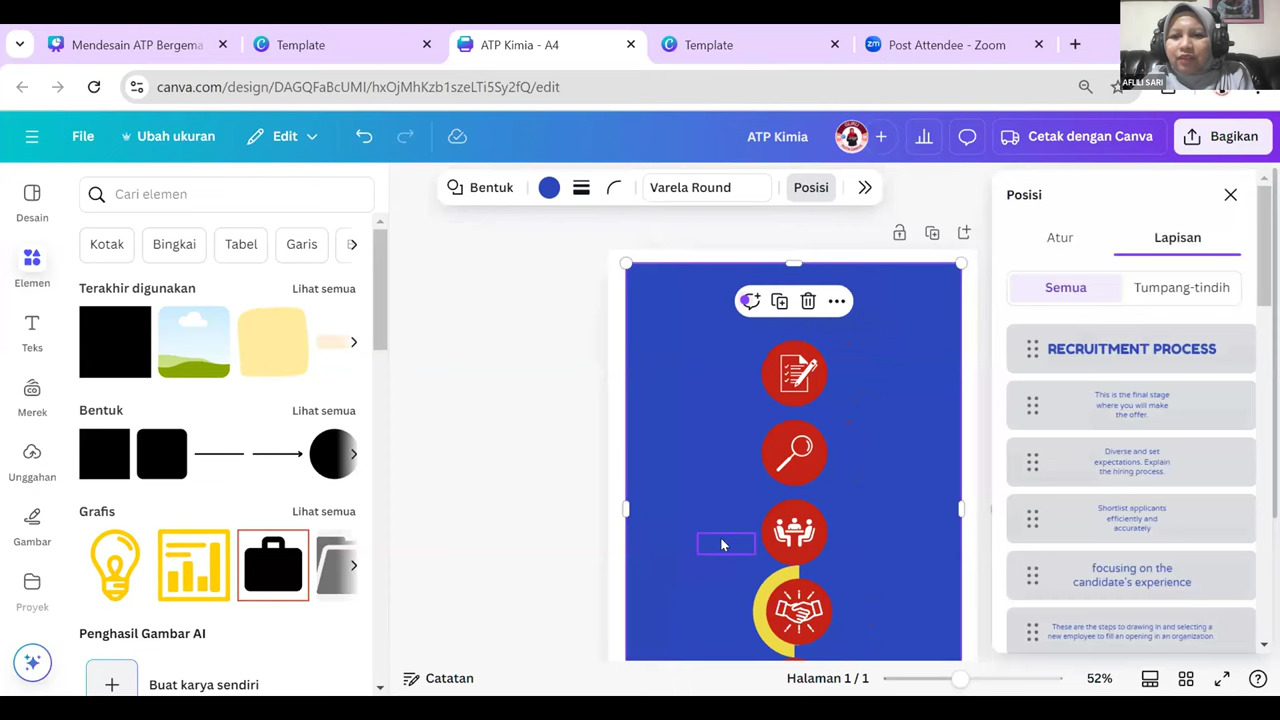 Mendesain ATP Bergema
Template
ATP Kimia - A4
Template
Post Attendee - Zoom
canva.com/design/DAGQFaBcUMI/hxOjMhKzb1szeLTi5Sy2fQ/edit
AFLILI SARI
File
Ubah ukuran
Edit
ATP Kimia
Cetak dengan Canva
Bagikan
Desain
Elemen
Teks
Merek
Unggahan
Gambar
Proyek
Cari elemen
Kotak
Bingkai
Tabel
Garis
Terakhir digunakan
Lihat semua
Bentuk
Lihat semua
Grafis
Lihat semua
Penghasil Gambar AI
Buat karya sendiri
Bentuk
Varela Round
Posisi
Posisi
Atur
Lapisan
Semua
Tumpang-tindih
RECRUITMENT PROCESS
This is the final stage
where you will make
the offer.
Diverse and set
expectations. Explain
the hiring process.
Shortlist applicants
efficiently and
accurately
focusing on the
candidate's experience
These are the steps to drawing in and selecting a
new employee to fill an opening in an organization.
Catatan
Halaman 1 / 1
52%